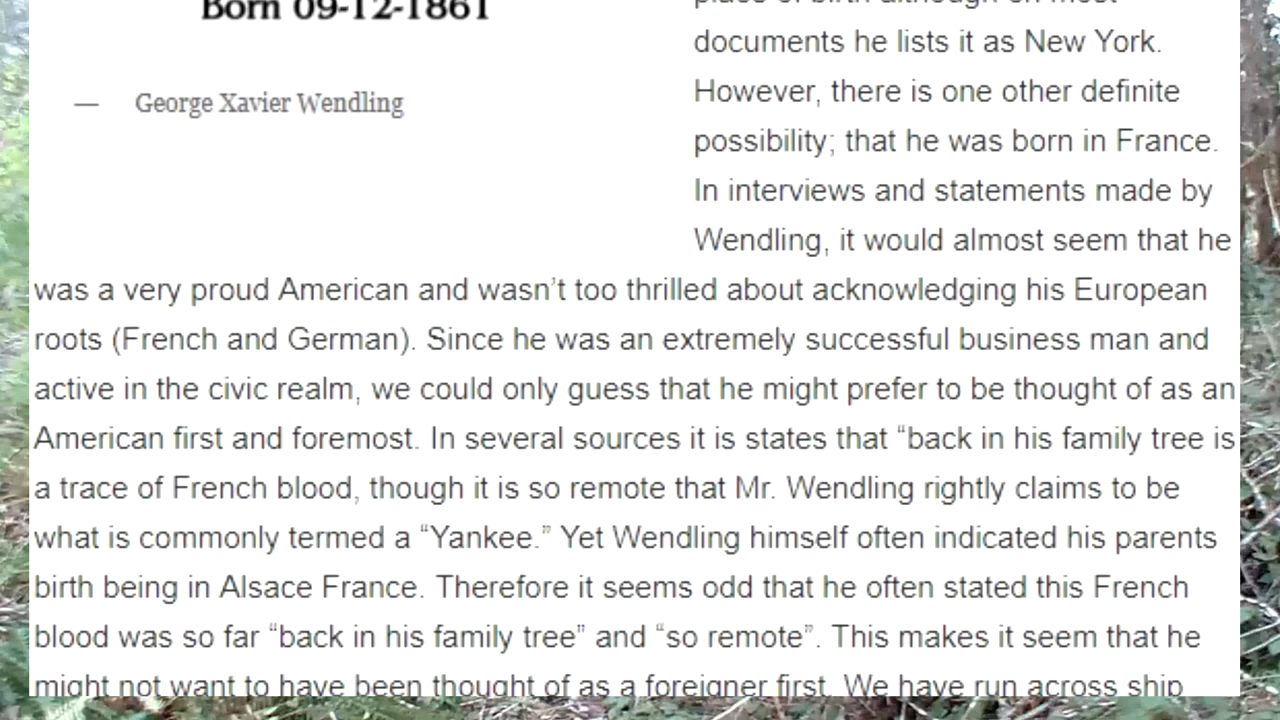 Born 09-12-1861
— George Xavier Wendling
place of birth although on most
documents he lists it as New York.
However, there is one other definite
possibility; that he was born in France.
In interviews and statements made by
Wendling, it would almost seem that he
was a very proud American and wasn’t too thrilled about acknowledging his European
roots (French and German). Since he was an extremely successful business man and
active in the civic realm, we could only guess that he might prefer to be thought of as an
American first and foremost. In several sources it is states that “back in his family tree is
a trace of French blood, though it is so remote that Mr. Wendling rightly claims to be
what is commonly termed a “Yankee.” Yet Wendling himself often indicated his parents
birth being in Alsace France. Therefore it seems odd that he often stated this French
blood was so far “back in his family tree” and “so remote”. This makes it seem that he
might not want to have been thought of as a foreigner first. We have run across ship